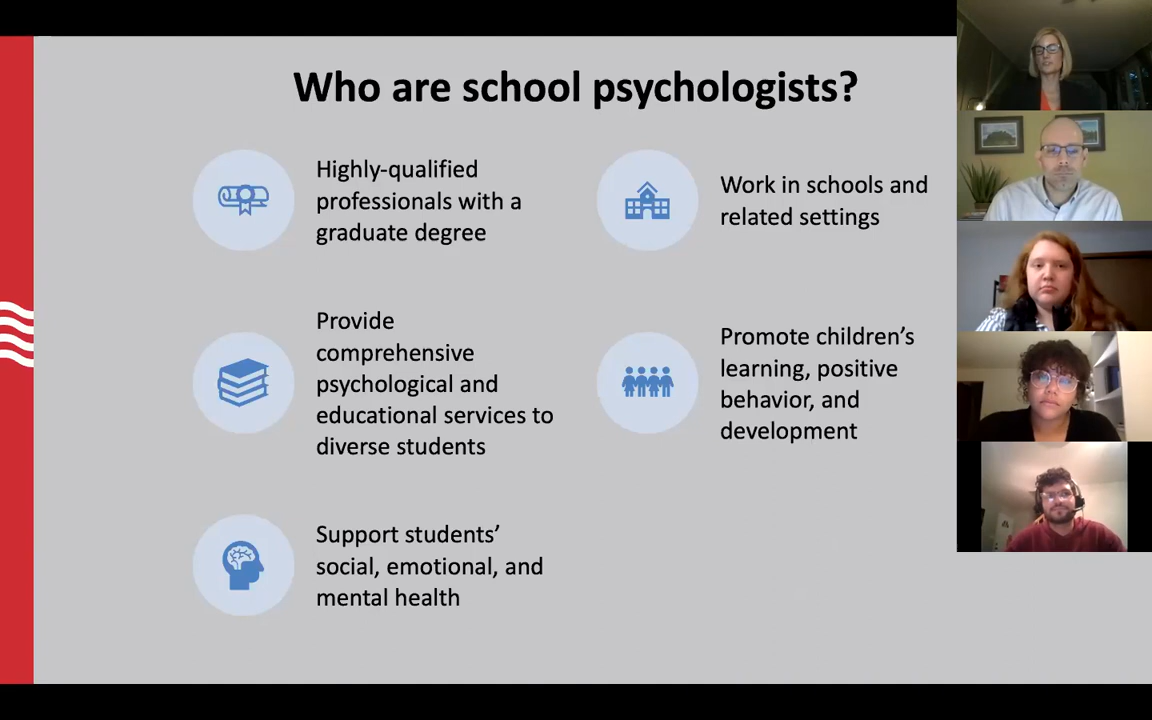 Who are school psychologists?
Highly-qualified
professionals with a
graduate degree
Work in schools and
related settings
Provide
comprehensive
psychological and
educational services to
diverse students
Promote children’s
learning, positive
behavior, and
development
Support students’
social, emotional, and
mental health